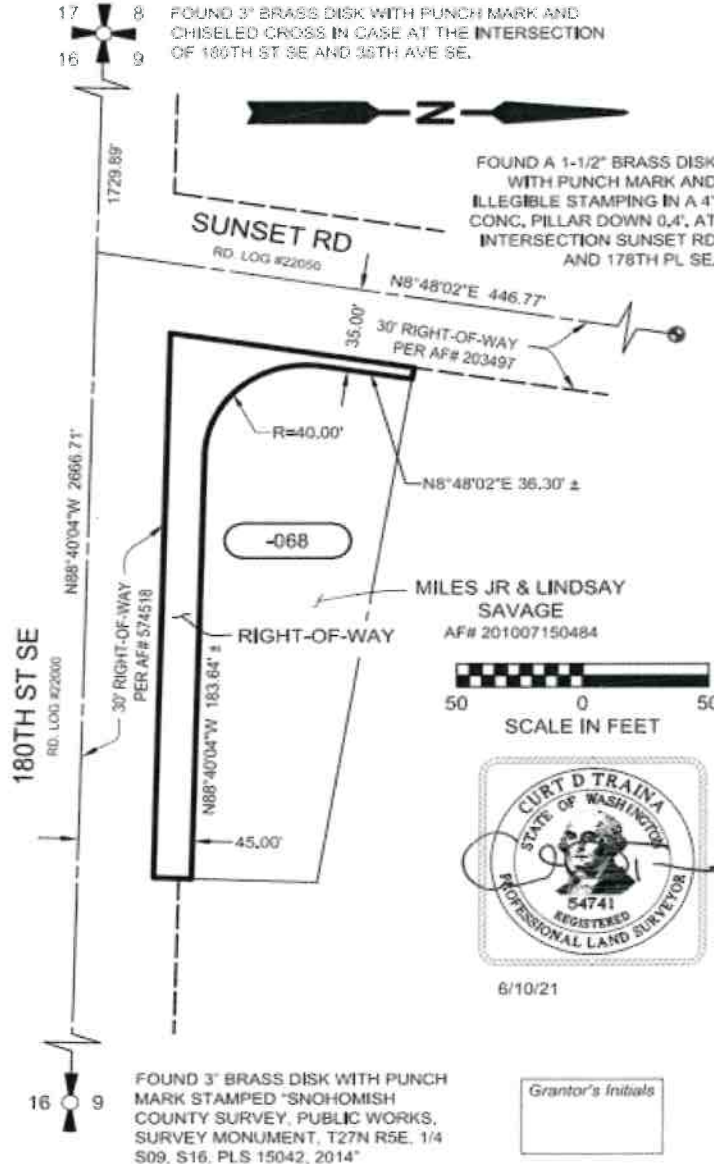 17 8
16 9
FOUND 3" BRASS DISK WITH PUNCH MARK AND
CHISELED CROSS IN CASE AT THE INTERSECTION
OF 180TH ST SE AND 35TH AVE SE.
1729.89'
N
FOUND A 1-1/2" BRASS DISK
WITH PUNCH MARK AND
ILLEGIBLE STAMPING IN A 4"
CONC. PILLAR DOWN 0.4', AT
INTERSECTION SUNSET RD
AND 178TH PL SE.
SUNSET RD
RD. LOG #22050
N8°48'02"E 446.77'
35.00'
30' RIGHT-OF-WAY
PER AF# 203497
R=40.00'
N8°48'02"E 36.30' ±
N88°40'04"W 2666.71'
-068
30' RIGHT-OF-WAY
PER AF# 574518
MILES JR & LINDSAY
SAVAGE
AF# 201007150484
RIGHT-OF-WAY
N88°40'04"W 183.64' ±
180TH ST SE
RD. LOG #22000
50 0 50
SCALE IN FEET
45.00'
CURT D TRAINA
STATE OF WASHINGTON
54741
REGISTERED
PROFESSIONAL LAND SURVEYOR
6/10/21
16 9
FOUND 3" BRASS DISK WITH PUNCH
MARK STAMPED "SNOHOMISH
COUNTY SURVEY, PUBLIC WORKS,
SURVEY MONUMENT, T27N R5E, 1/4
S09, S16, PLS 15042, 2014"
Grantor's Initials